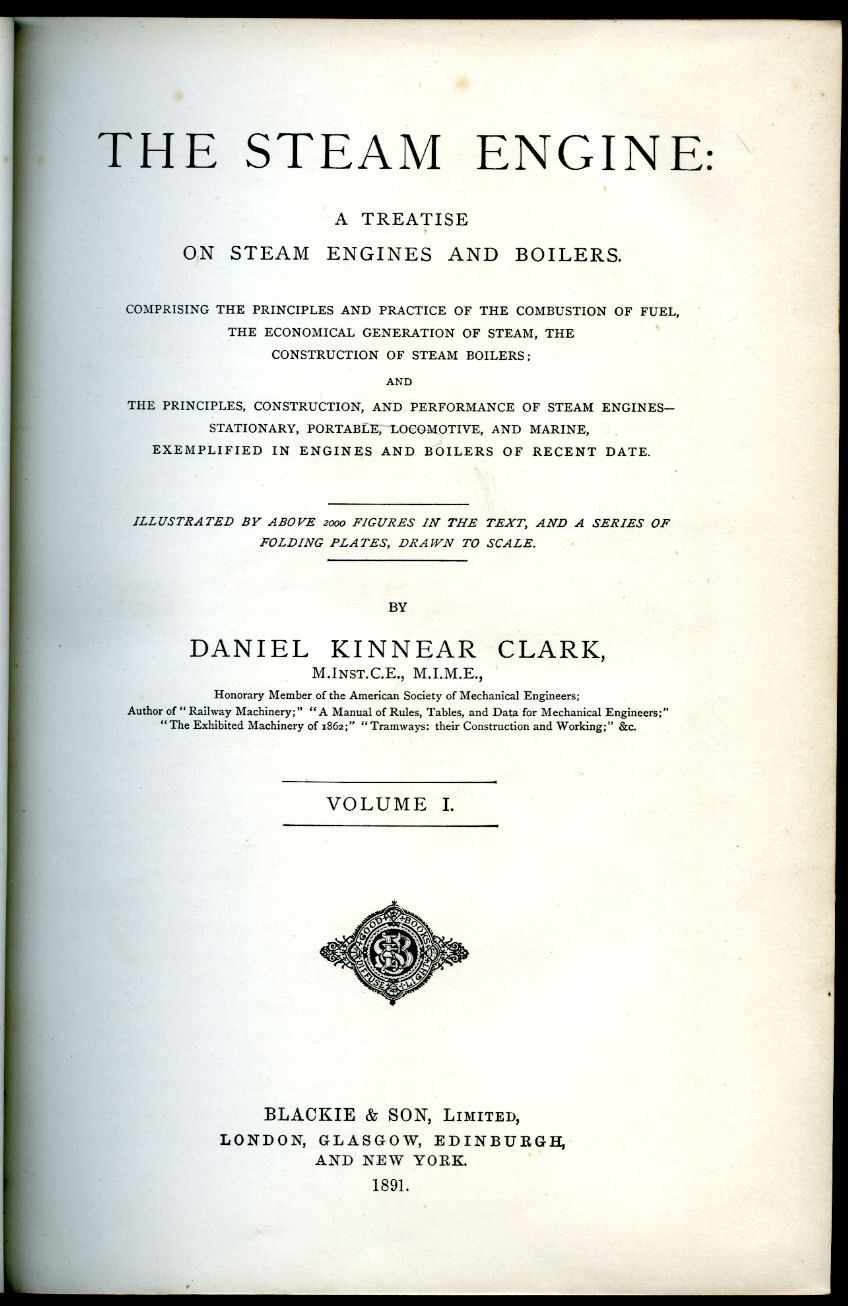 THE STEAM ENGINE:
A TREATISE
ON STEAM ENGINES AND BOILERS.
COMPRISING THE PRINCIPLES AND PRACTICE OF THE COMBUSTION OF FUEL,
THE ECONOMICAL GENERATION OF STEAM, THE
CONSTRUCTION OF STEAM BOILERS;
AND
THE PRINCIPLES, CONSTRUCTION, AND PERFORMANCE OF STEAM ENGINES—
STATIONARY, PORTABLE, LOCOMOTIVE, AND MARINE,
EXEMPLIFIED IN ENGINES AND BOILERS OF RECENT DATE.
ILLUSTRATED BY ABOVE 2000 FIGURES IN THE TEXT, AND A SERIES OF
FOLDING PLATES, DRAWN TO SCALE.
BY
DANIEL KINNEAR CLARK,
M.INST.C.E., M.I.M.E.,
Honorary Member of the American Society of Mechanical Engineers;
Author of "Railway Machinery;" "A Manual of Rules, Tables, and Data for Mechanical Engineers;"
"The Exhibited Machinery of 1862;" "Tramways: their Construction and Working;" &c.
VOLUME I.
GOOD BOOKS
DIFFUSE LIGHT
BLACKIE & SON, LIMITED,
LONDON, GLASGOW, EDINBURGH,
AND NEW YORK.
1891.